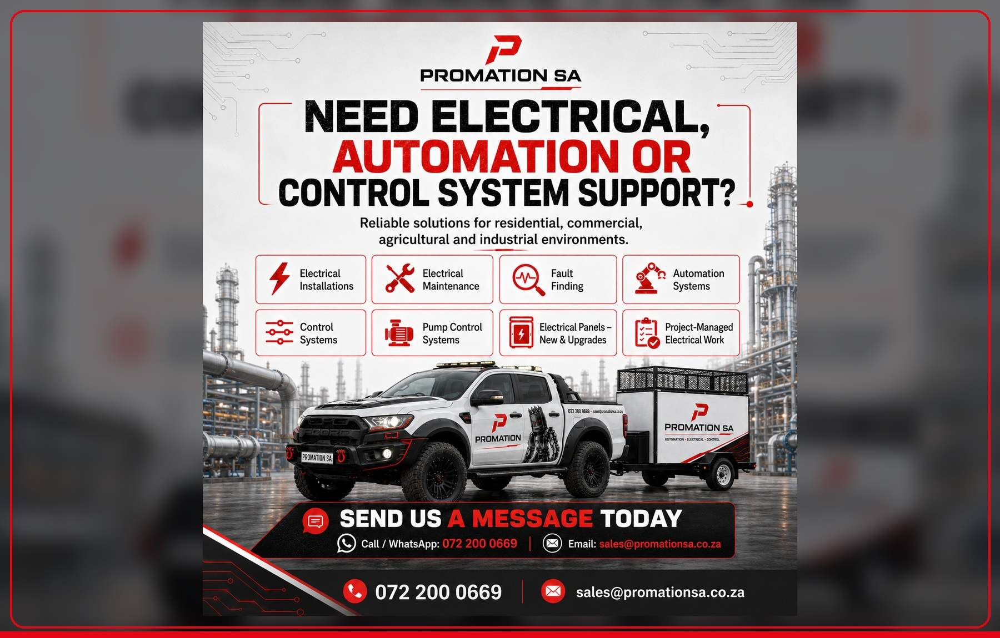 PROMATION SA
NEED ELECTRICAL,
AUTOMATION OR
CONTROL SYSTEM SUPPORT?
Reliable solutions for residential, commercial,
agricultural and industrial environments.
Electrical
Installations
Electrical
Maintenance
Fault
Finding
Automation
Systems
Control
Systems
Pump Control
Systems
Electrical Panels –
New & Upgrades
Project-Managed
Electrical Work
072 200 0669 - sales@promationsa.co.za
PROMATION
PROMATION SA
PROMATION SA
AUTOMATION • ELECTRICAL • CONTROL
SEND US A MESSAGE TODAY
Call / WhatsApp: 072 200 0669 | Email: sales@promationsa.co.za
072 200 0669 | sales@promationsa.co.za